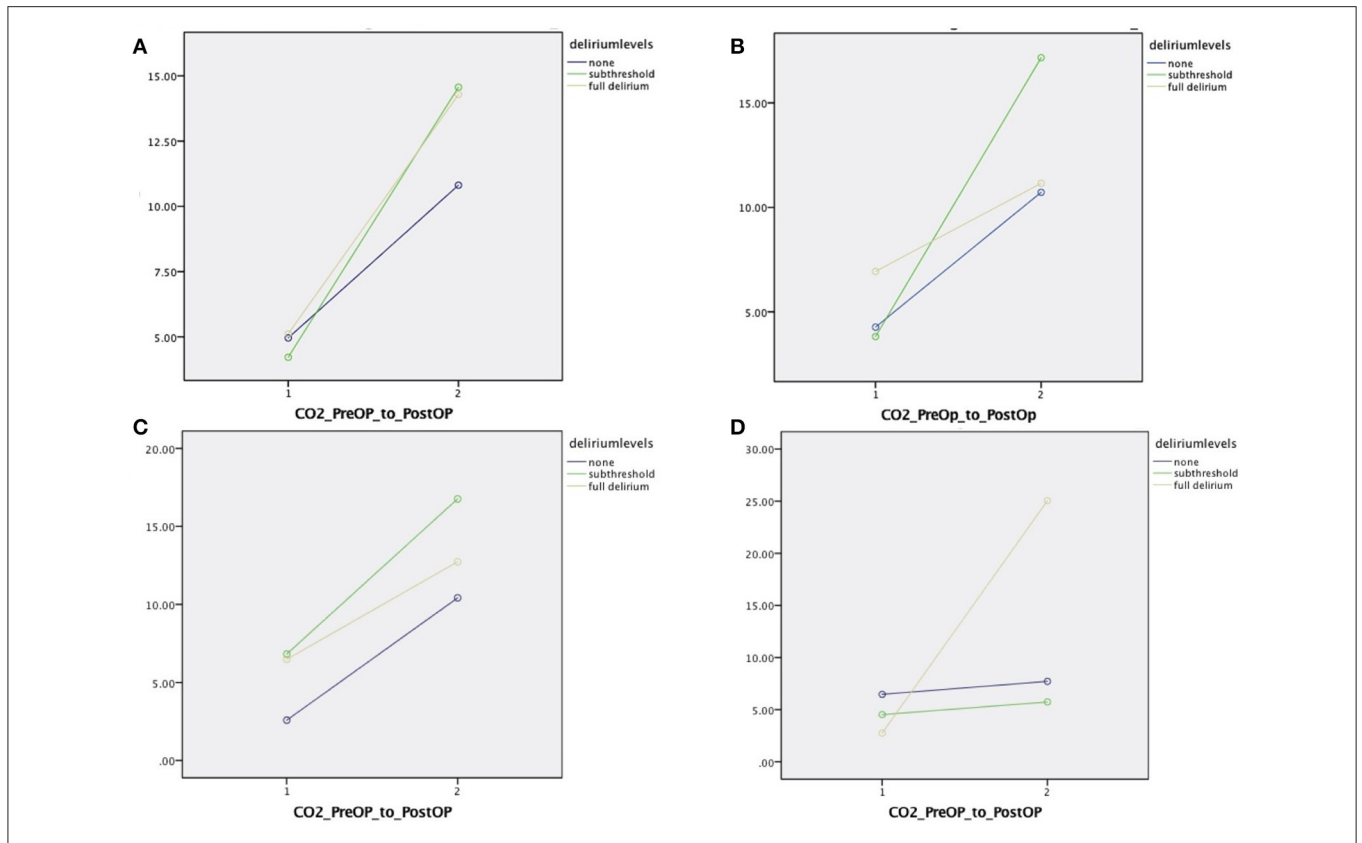 A
deliriumlevels
none
subthreshold
full delirium
15.00
12.50
10.00
7.50
5.00
1
2
CO2_PreOP_to_PostOP
B
deliriumlevels
none
subthreshold
full delirium
15.00
10.00
5.00
1
2
CO2_PreOp_to_PostOp
C
deliriumlevels
none
subthreshold
full delirium
20.00
15.00
10.00
5.00
.00
1
2
CO2_PreOP_to_PostOP
D
deliriumlevels
none
subthreshold
full delirium
30.00
25.00
20.00
15.00
10.00
5.00
.00
1
2
CO2_PreOP_to_PostOP